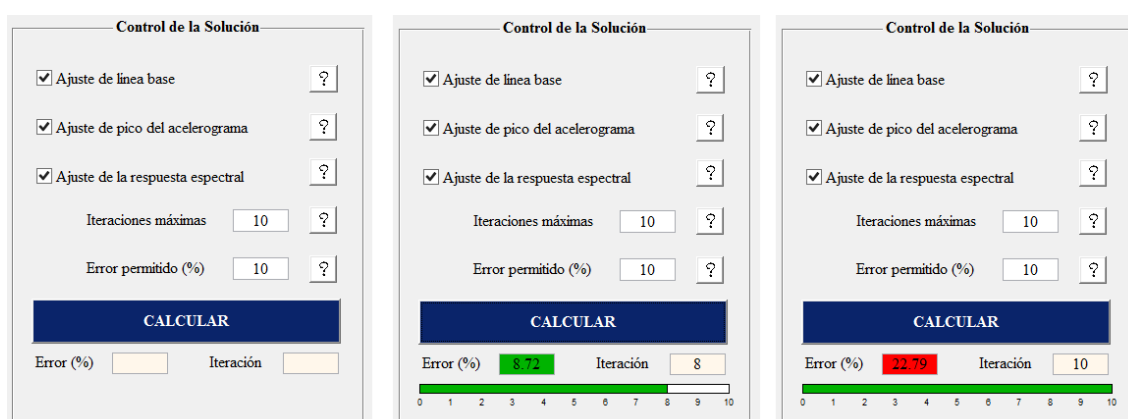 Control de la Solución
Ajuste de línea base ?
Ajuste de pico del acelerograma ?
Ajuste de la respuesta espectral ?
Iteraciones máximas 10 ?
Error permitido (%) 10 ?
CALCULAR
Error (%) Iteración
Control de la Solución
Ajuste de línea base ?
Ajuste de pico del acelerograma ?
Ajuste de la respuesta espectral ?
Iteraciones máximas 10 ?
Error permitido (%) 10 ?
CALCULAR
Error (%) 8.72 Iteración 8
0 1 2 3 4 5 6 7 8 9 10
Control de la Solución
Ajuste de línea base ?
Ajuste de pico del acelerograma ?
Ajuste de la respuesta espectral ?
Iteraciones máximas 10 ?
Error permitido (%) 10 ?
CALCULAR
Error (%) 22.79 Iteración 10
0 1 2 3 4 5 6 7 8 9 10